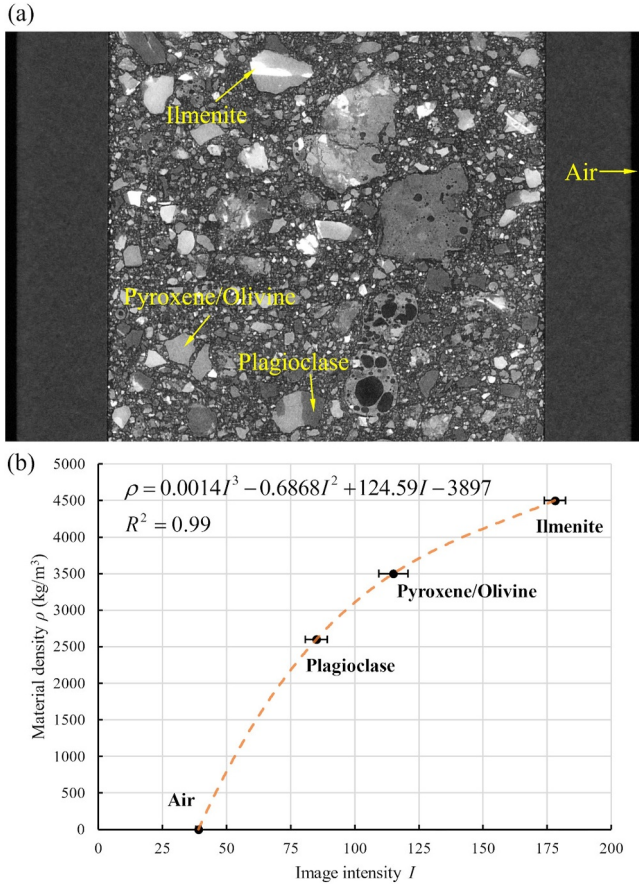 (a)
Ilmenite
Air
Pyroxene/Olivine
Plagioclase
(b)
5000
4500
4000
3500
3000
2500
2000
1500
1000
500
0
Material density ρ (kg/m³)
ρ = 0.0014I³ − 0.6868I² + 124.59I − 3897
R² = 0.99
Ilmenite
Pyroxene/Olivine
Plagioclase
Air
0 25 50 75 100 125 150 175 200
Image intensity I